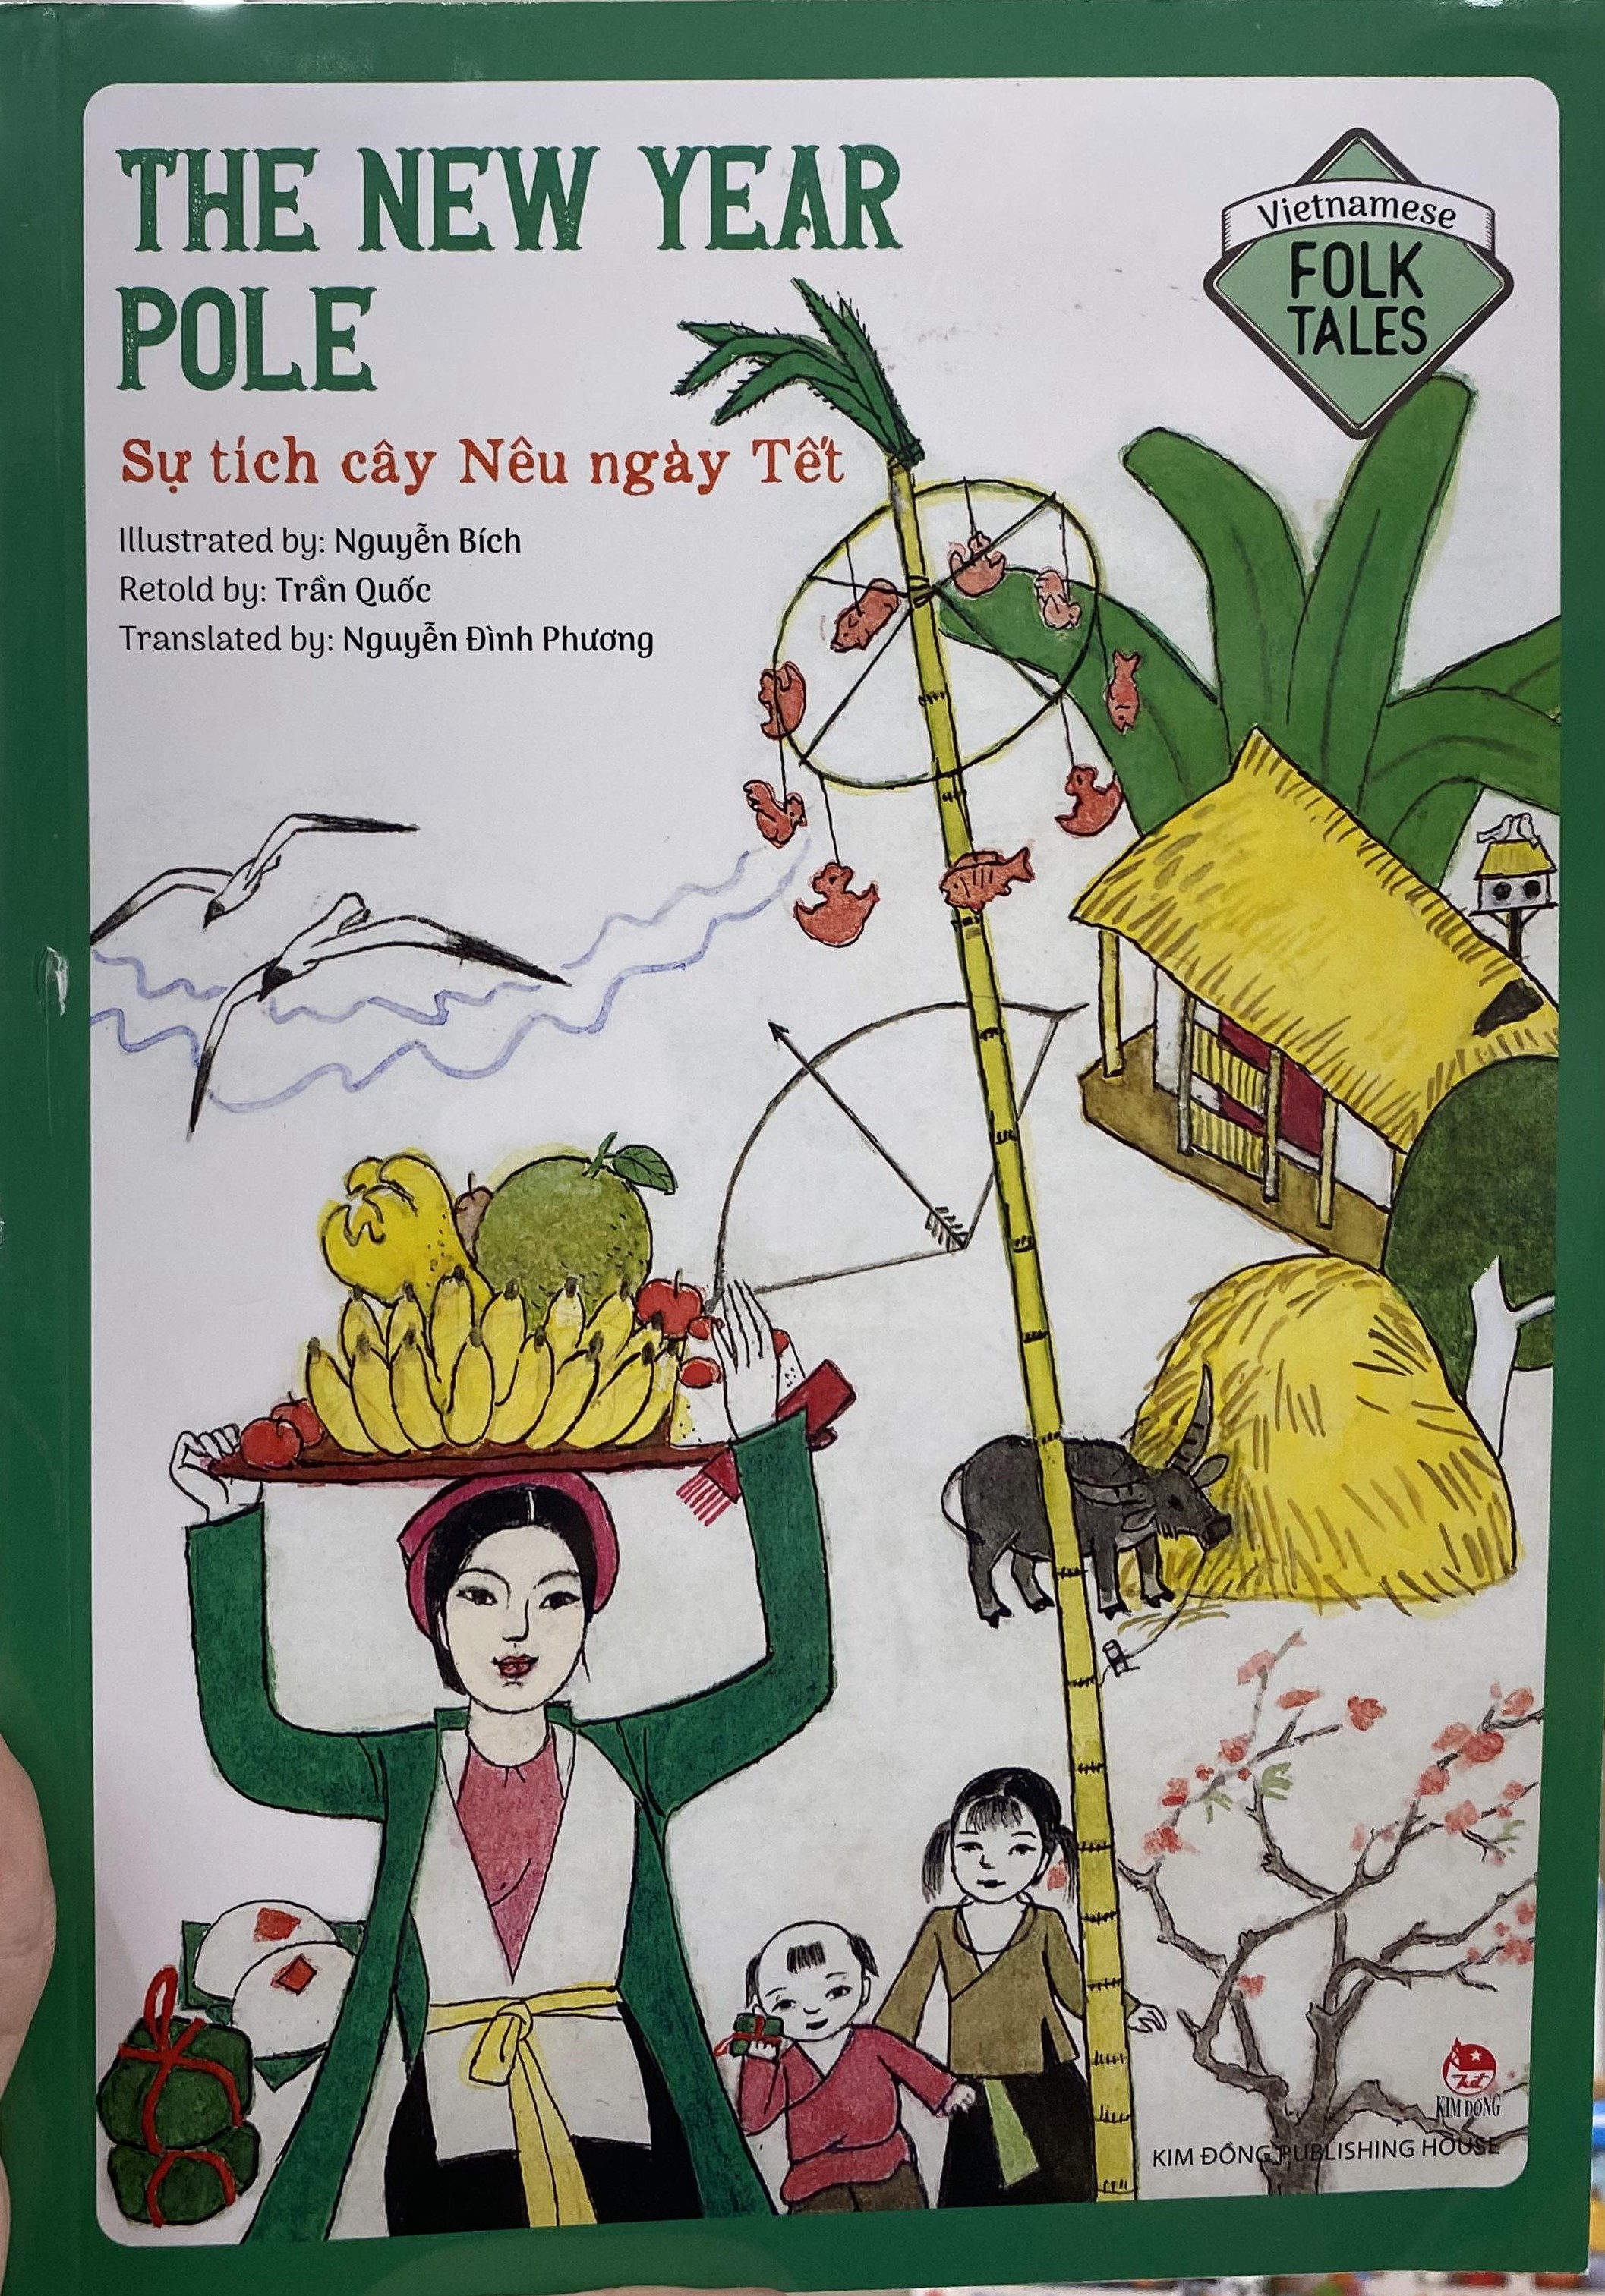 THE NEW YEAR
POLE
Sự tích cây Nêu ngày Tết
Illustrated by: Nguyễn Bích
Retold by: Trần Quốc
Translated by: Nguyễn Đình Phương
Vietnamese
FOLK
TALES
KIM ĐỒNG
KIM ĐỒNG PUBLISHING HOUSE